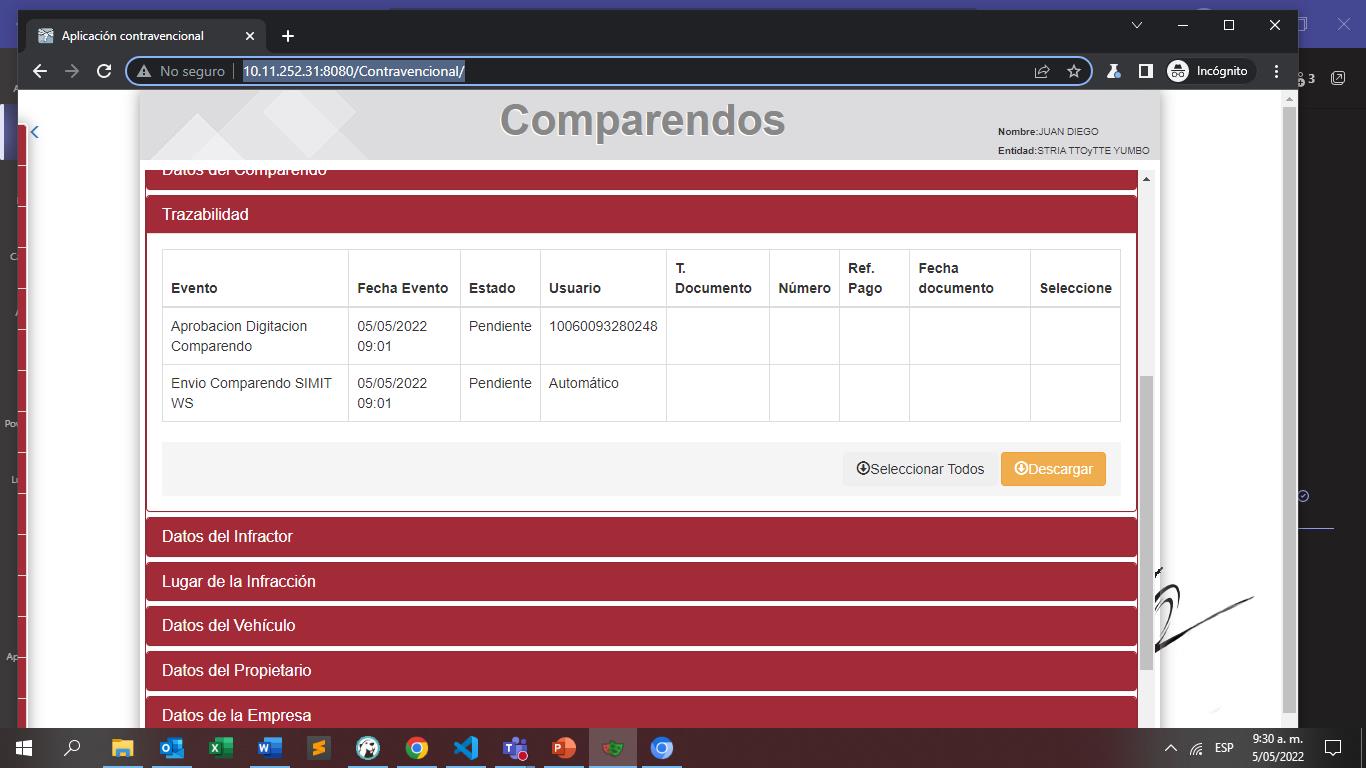 Aplicación contravencional
No seguro
10.11.252.31:8080/Contravencional/
Incógnito
3
Comparendos
Nombre:JUAN DIEGO
Entidad:STRIA TTOyTTE YUMBO
Datos del Comparendo
Trazabilidad
Evento
Fecha Evento
Estado
Usuario
T.
Documento
Número
Ref.
Pago
Fecha
documento
Seleccione
Aprobacion Digitacion
Comparendo
05/05/2022
09:01
Pendiente
10060093280248
Envio Comparendo SIMIT
WS
05/05/2022
09:01
Pendiente
Automático
Seleccionar Todos
Descargar
Datos del Infractor
Lugar de la Infracción
Datos del Vehículo
Datos del Propietario
Datos de la Empresa
ESP
9:30 a. m.
5/05/2022